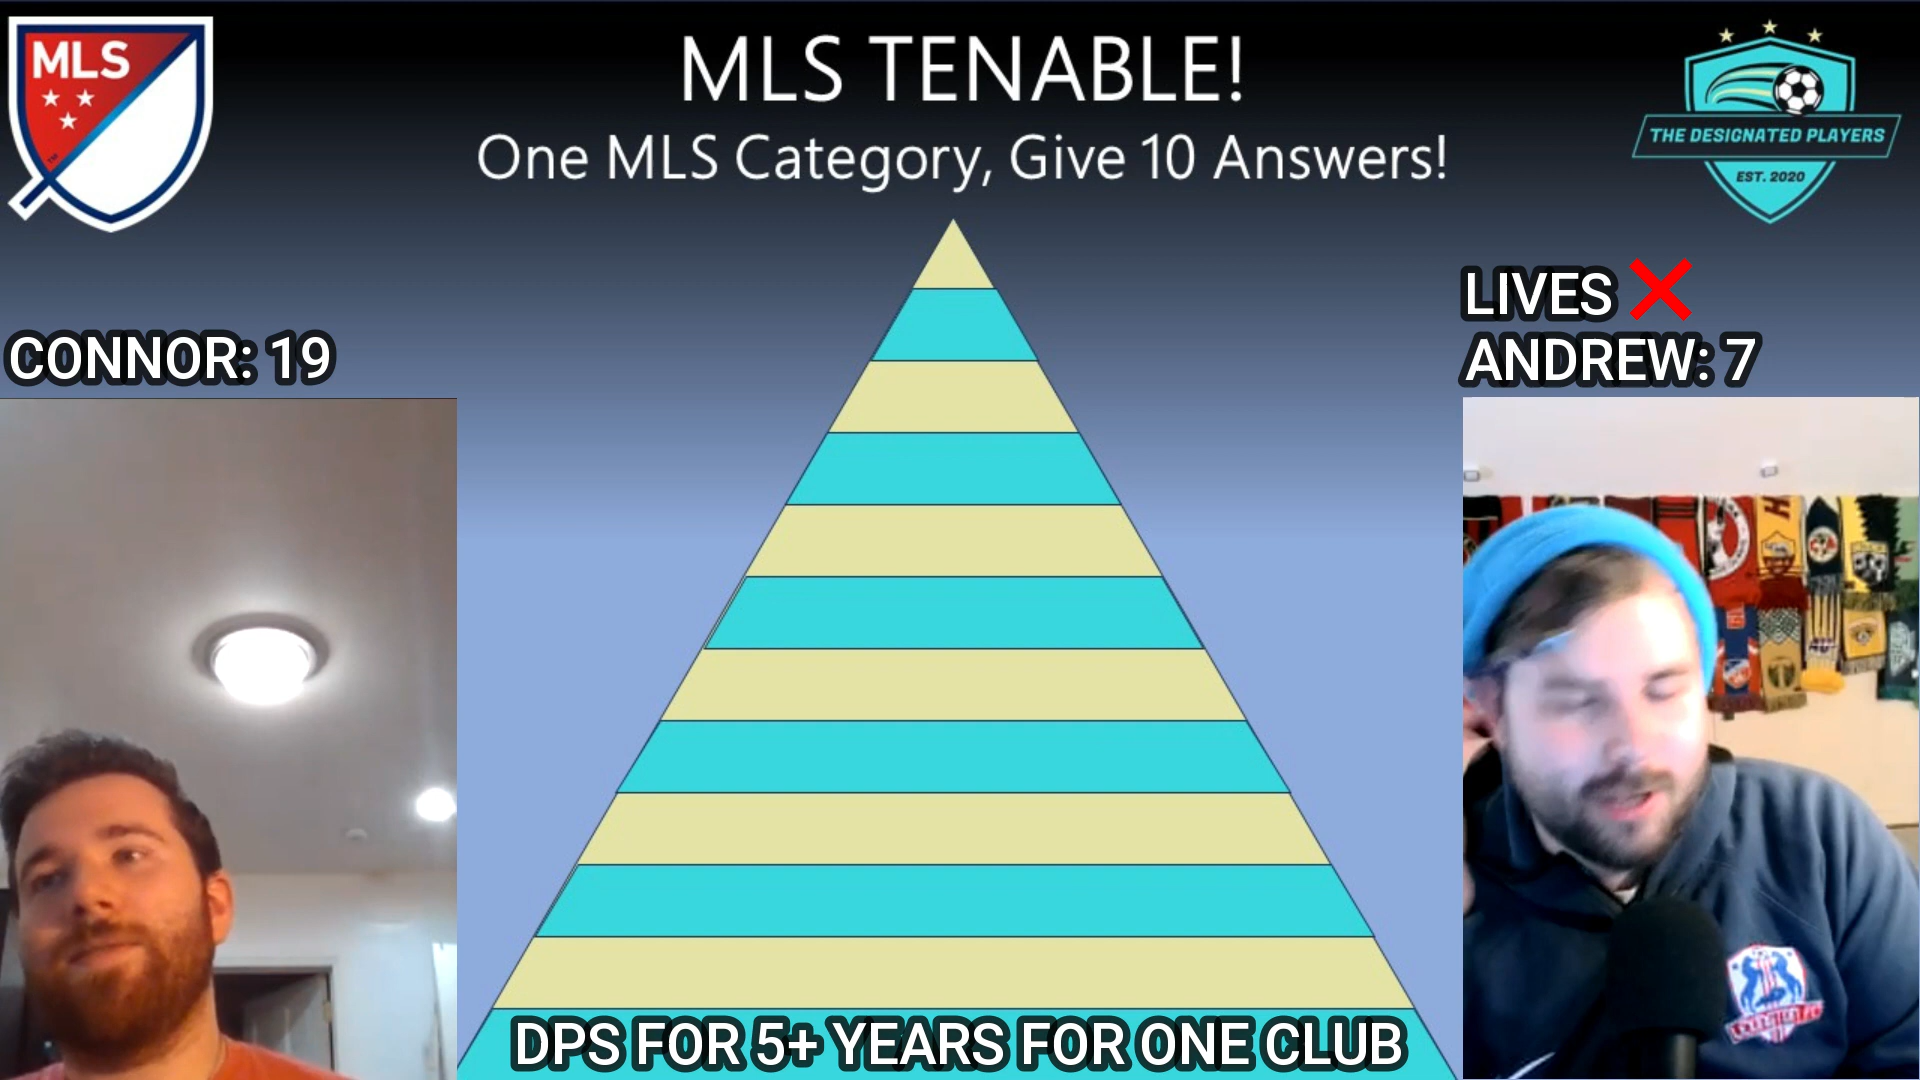 MLS
MLS TENABLE!
One MLS Category, Give 10 Answers!
THE DESIGNATED PLAYERS
EST. 2020
LIVES ❌
CONNOR: 19
ANDREW: 7
DPS FOR 5+ YEARS FOR ONE CLUB